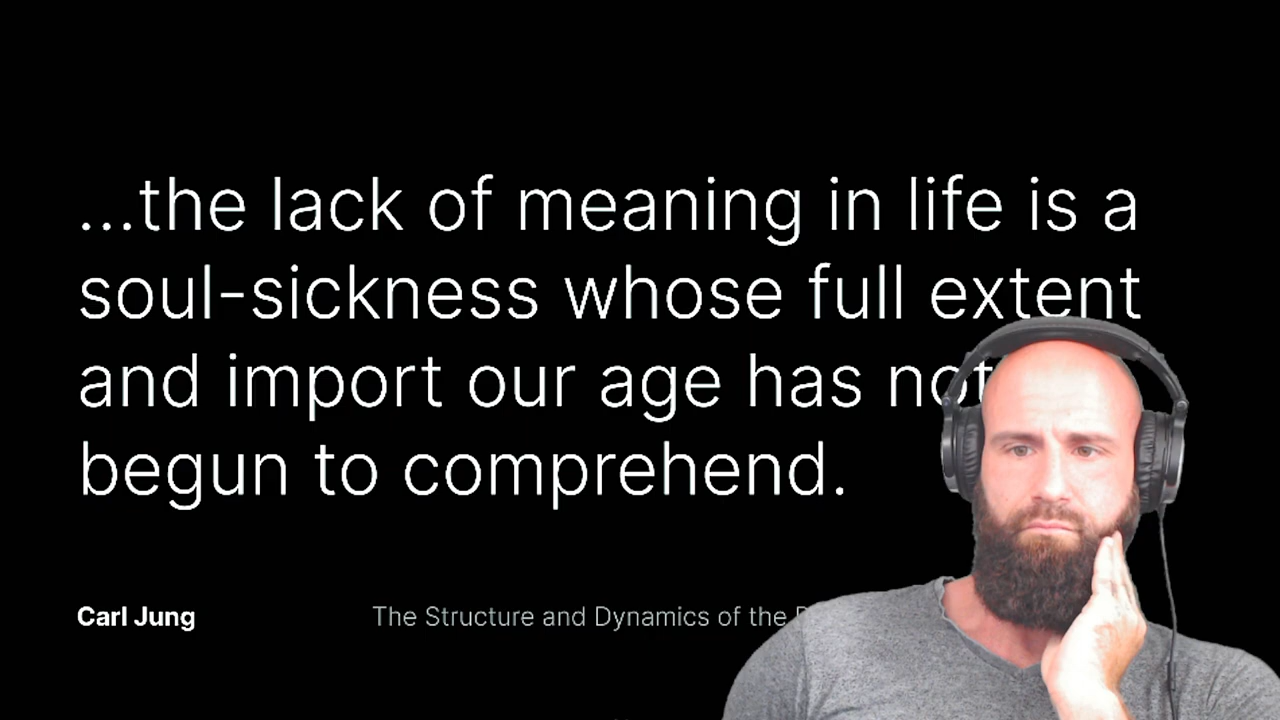 ...the lack of meaning in life is a
soul-sickness whose full extent
and import our age has not
begun to comprehend.
Carl Jung
The Structure and Dynamics of the